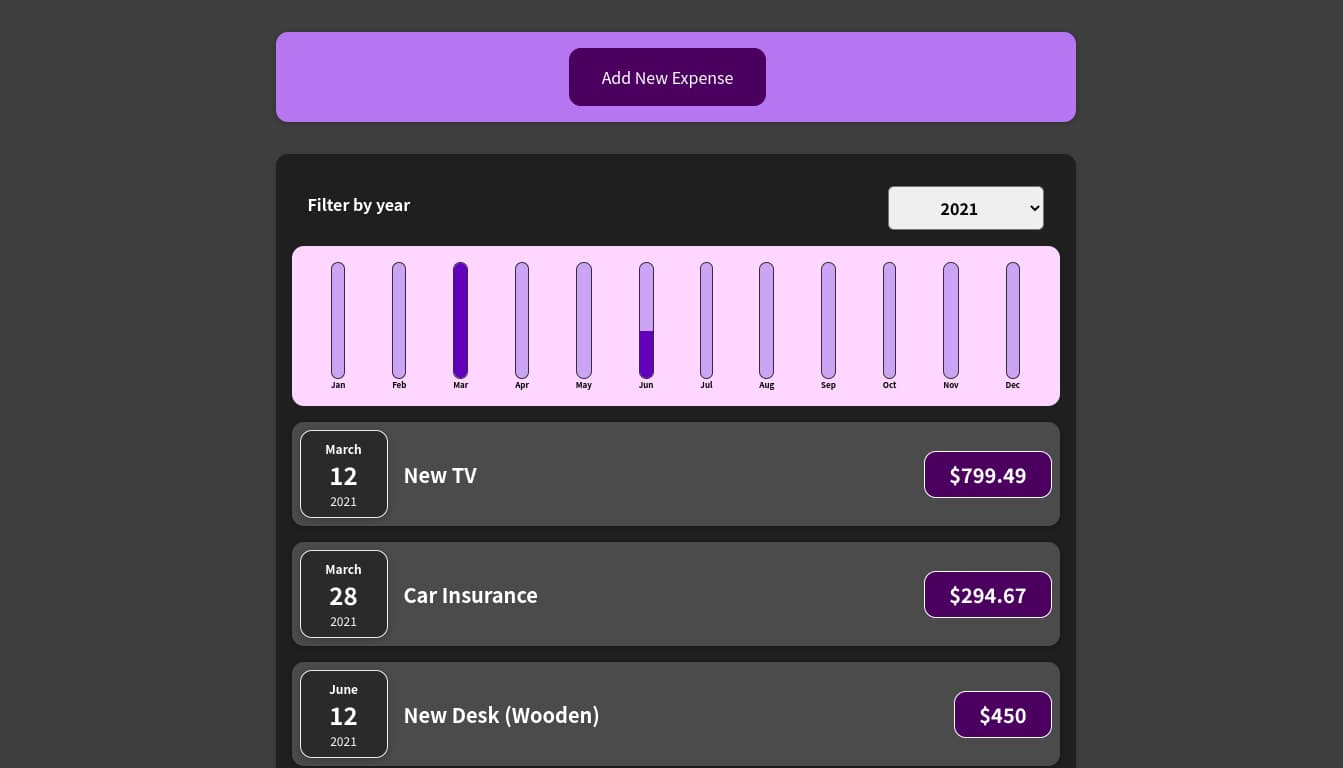 Add New Expense
Filter by year
2021
Jan Feb Mar Apr May Jun Jul Aug Sep Oct Nov Dec
March
12
2021
New TV
$799.49
March
28
2021
Car Insurance
$294.67
June
12
2021
New Desk (Wooden)
$450